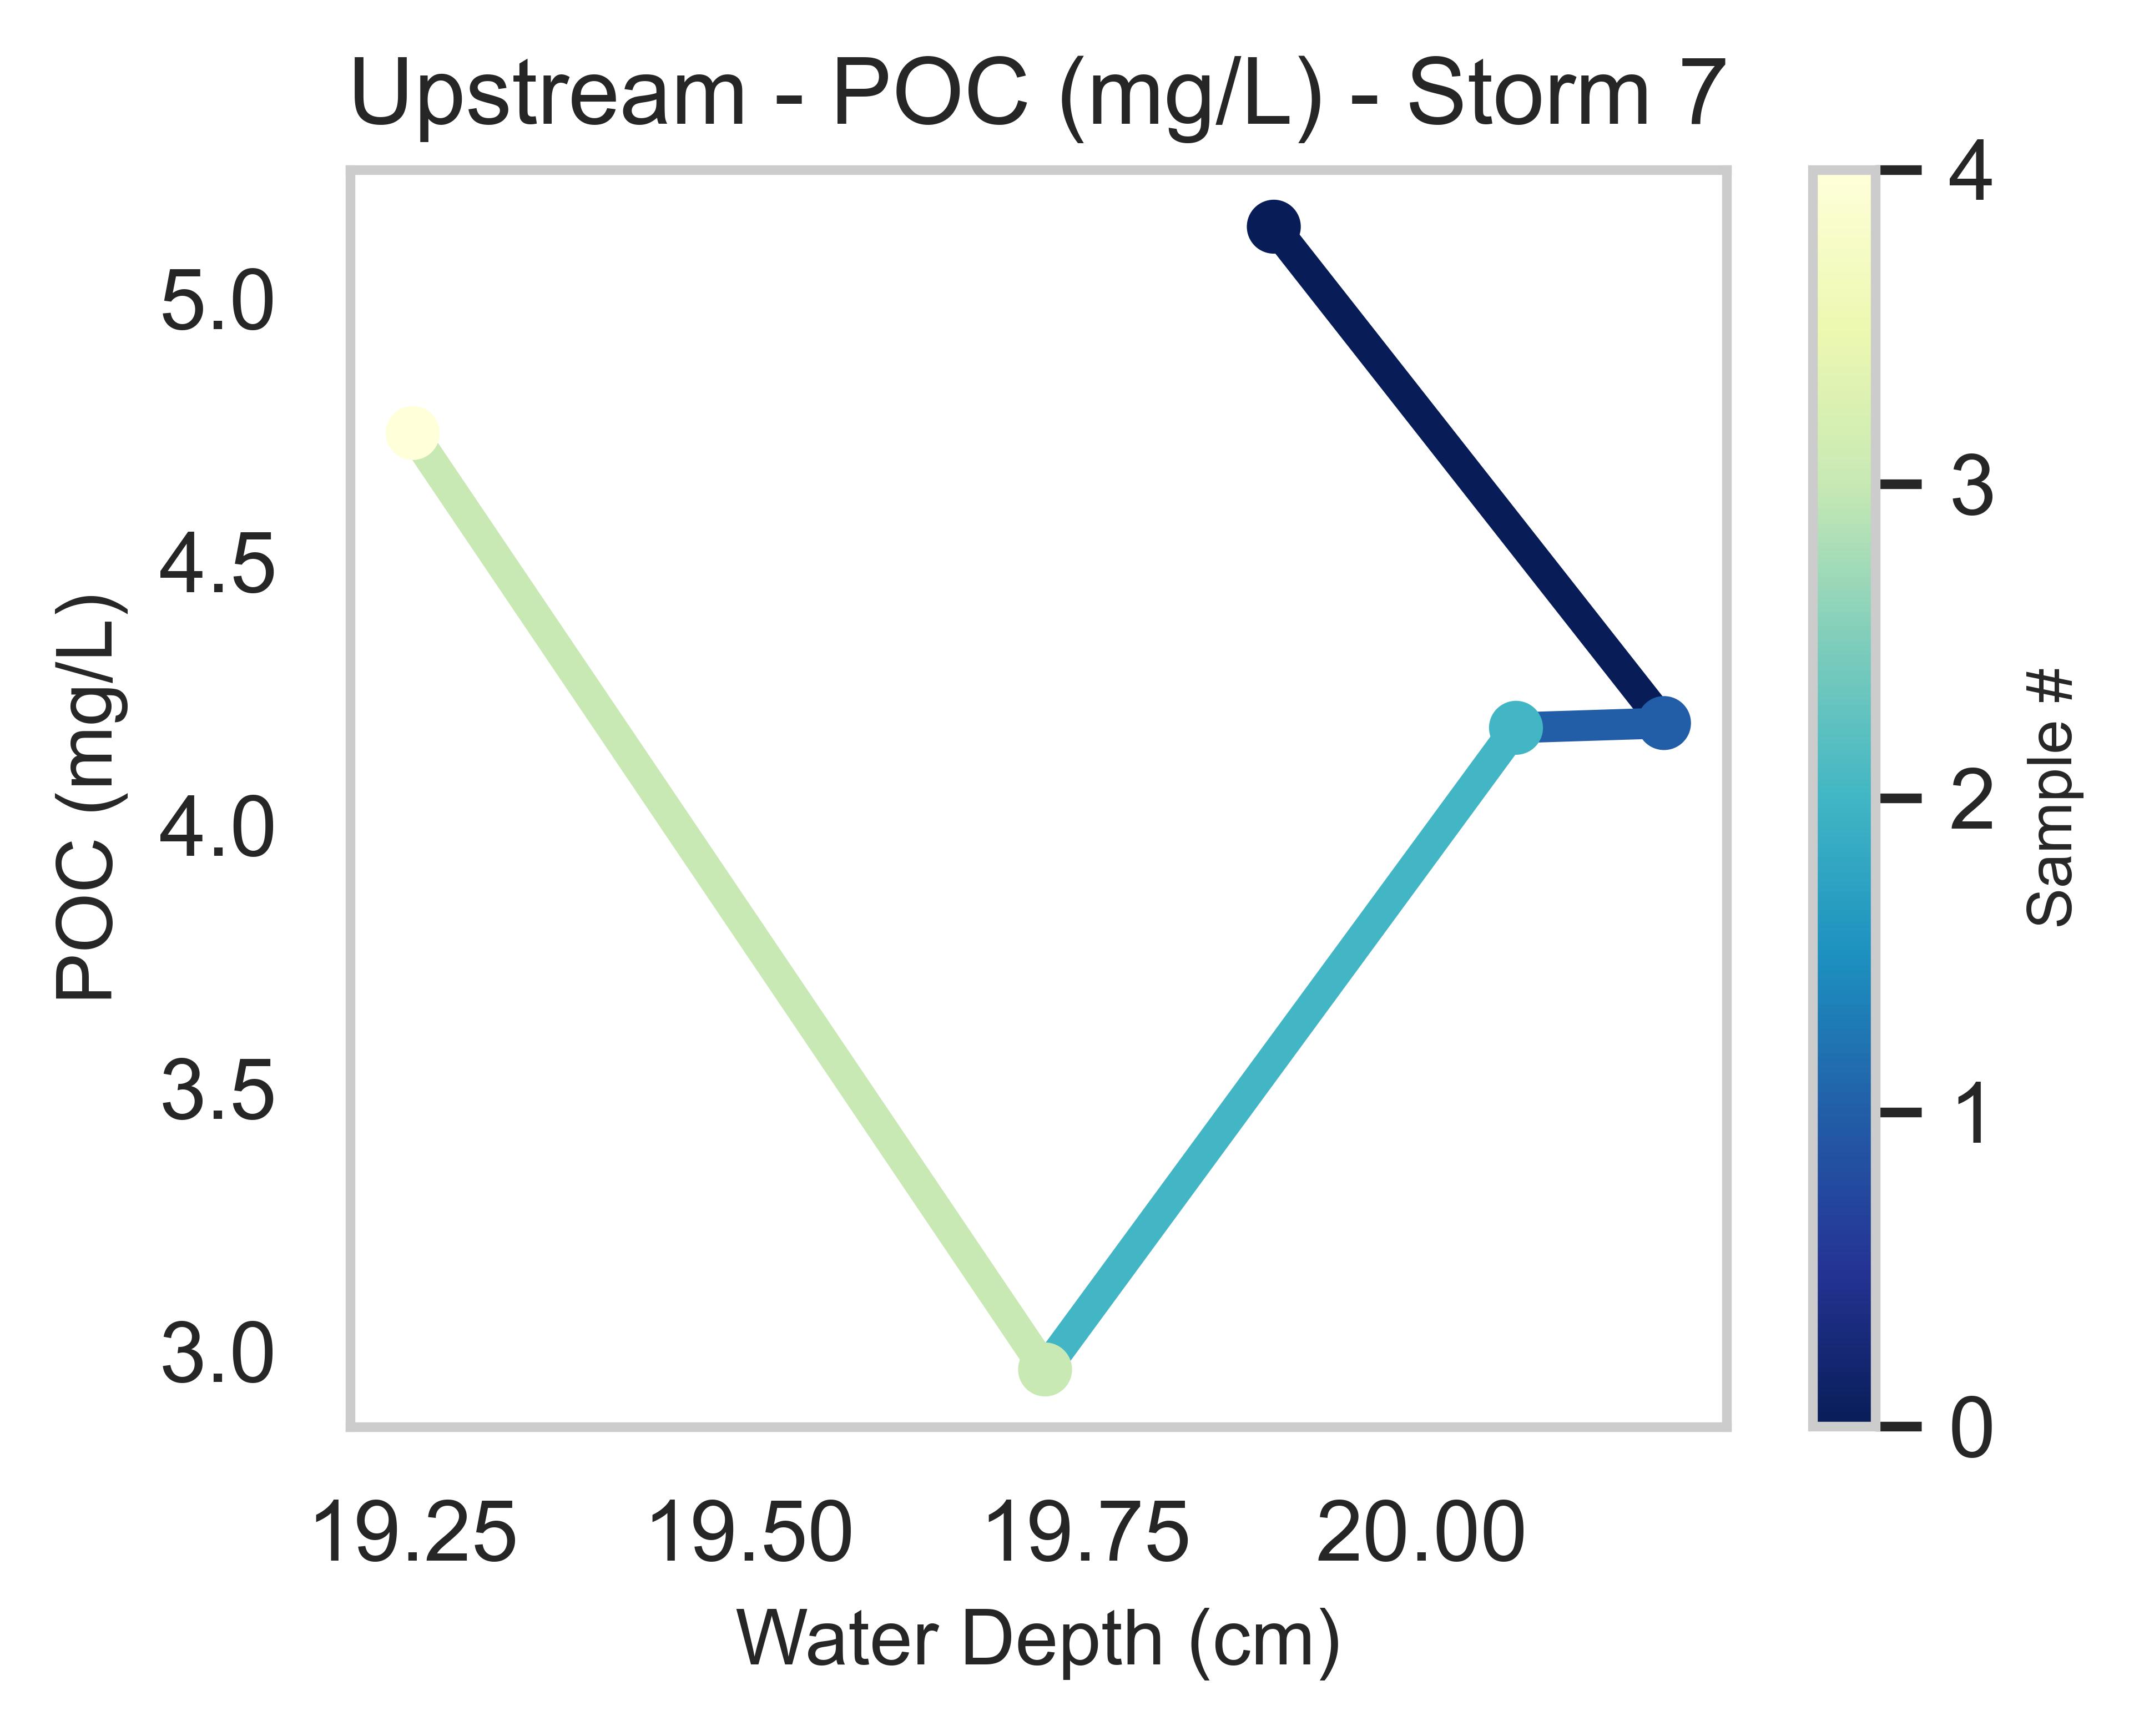 Upstream - POC (mg/L) - Storm 7
POC (mg/L)
5.0
4.5
4.0
3.5
3.0
19.25 19.50 19.75 20.00
Water Depth (cm)
4
3
2
1
0
Sample #